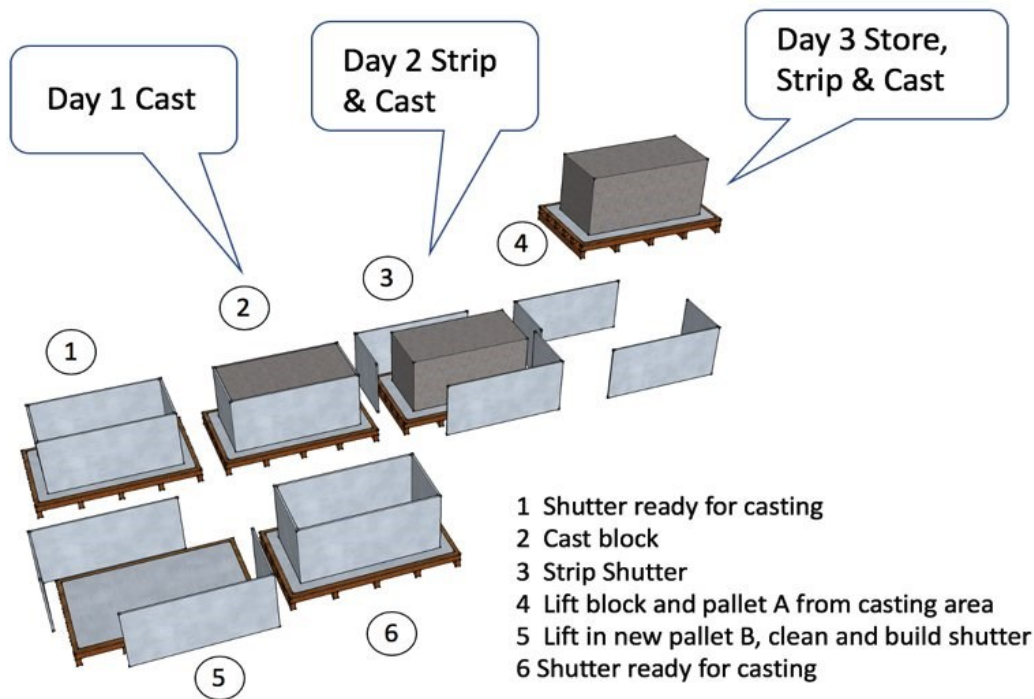 Day 1 Cast
Day 2 Strip
& Cast
Day 3 Store,
Strip & Cast
1
2
3
4
5
6
1 Shutter ready for casting
2 Cast block
3 Strip Shutter
4 Lift block and pallet A from casting area
5 Lift in new pallet B, clean and build shutter
6 Shutter ready for casting